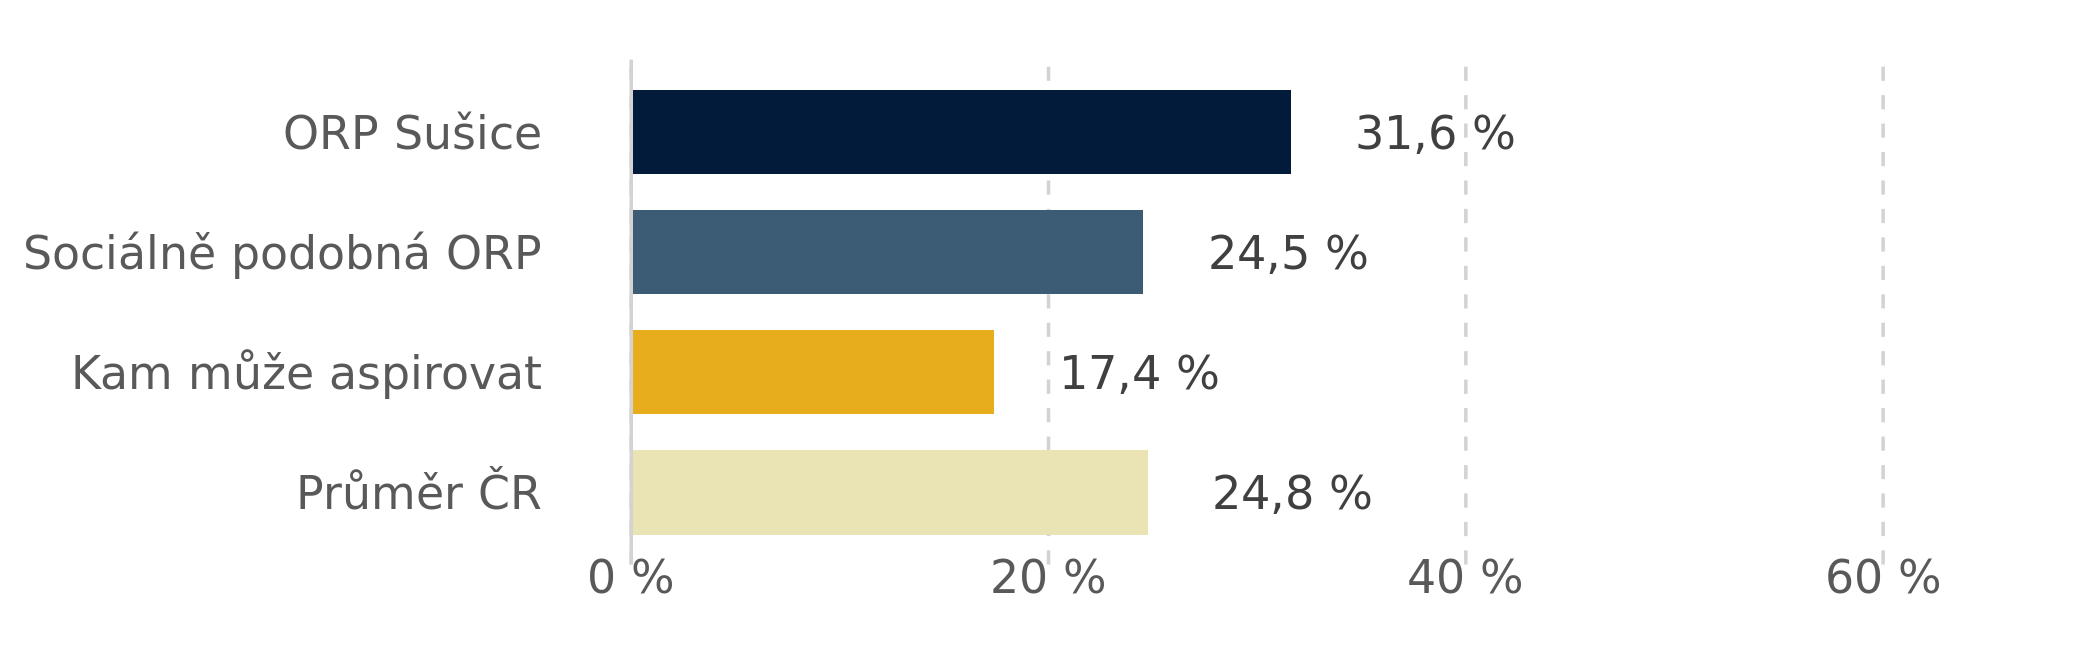 ORP Sušice
31,6 %
Sociálně podobná ORP
24,5 %
Kam může aspirovat
17,4 %
Průměr ČR
24,8 %
0 %
20 %
40 %
60 %